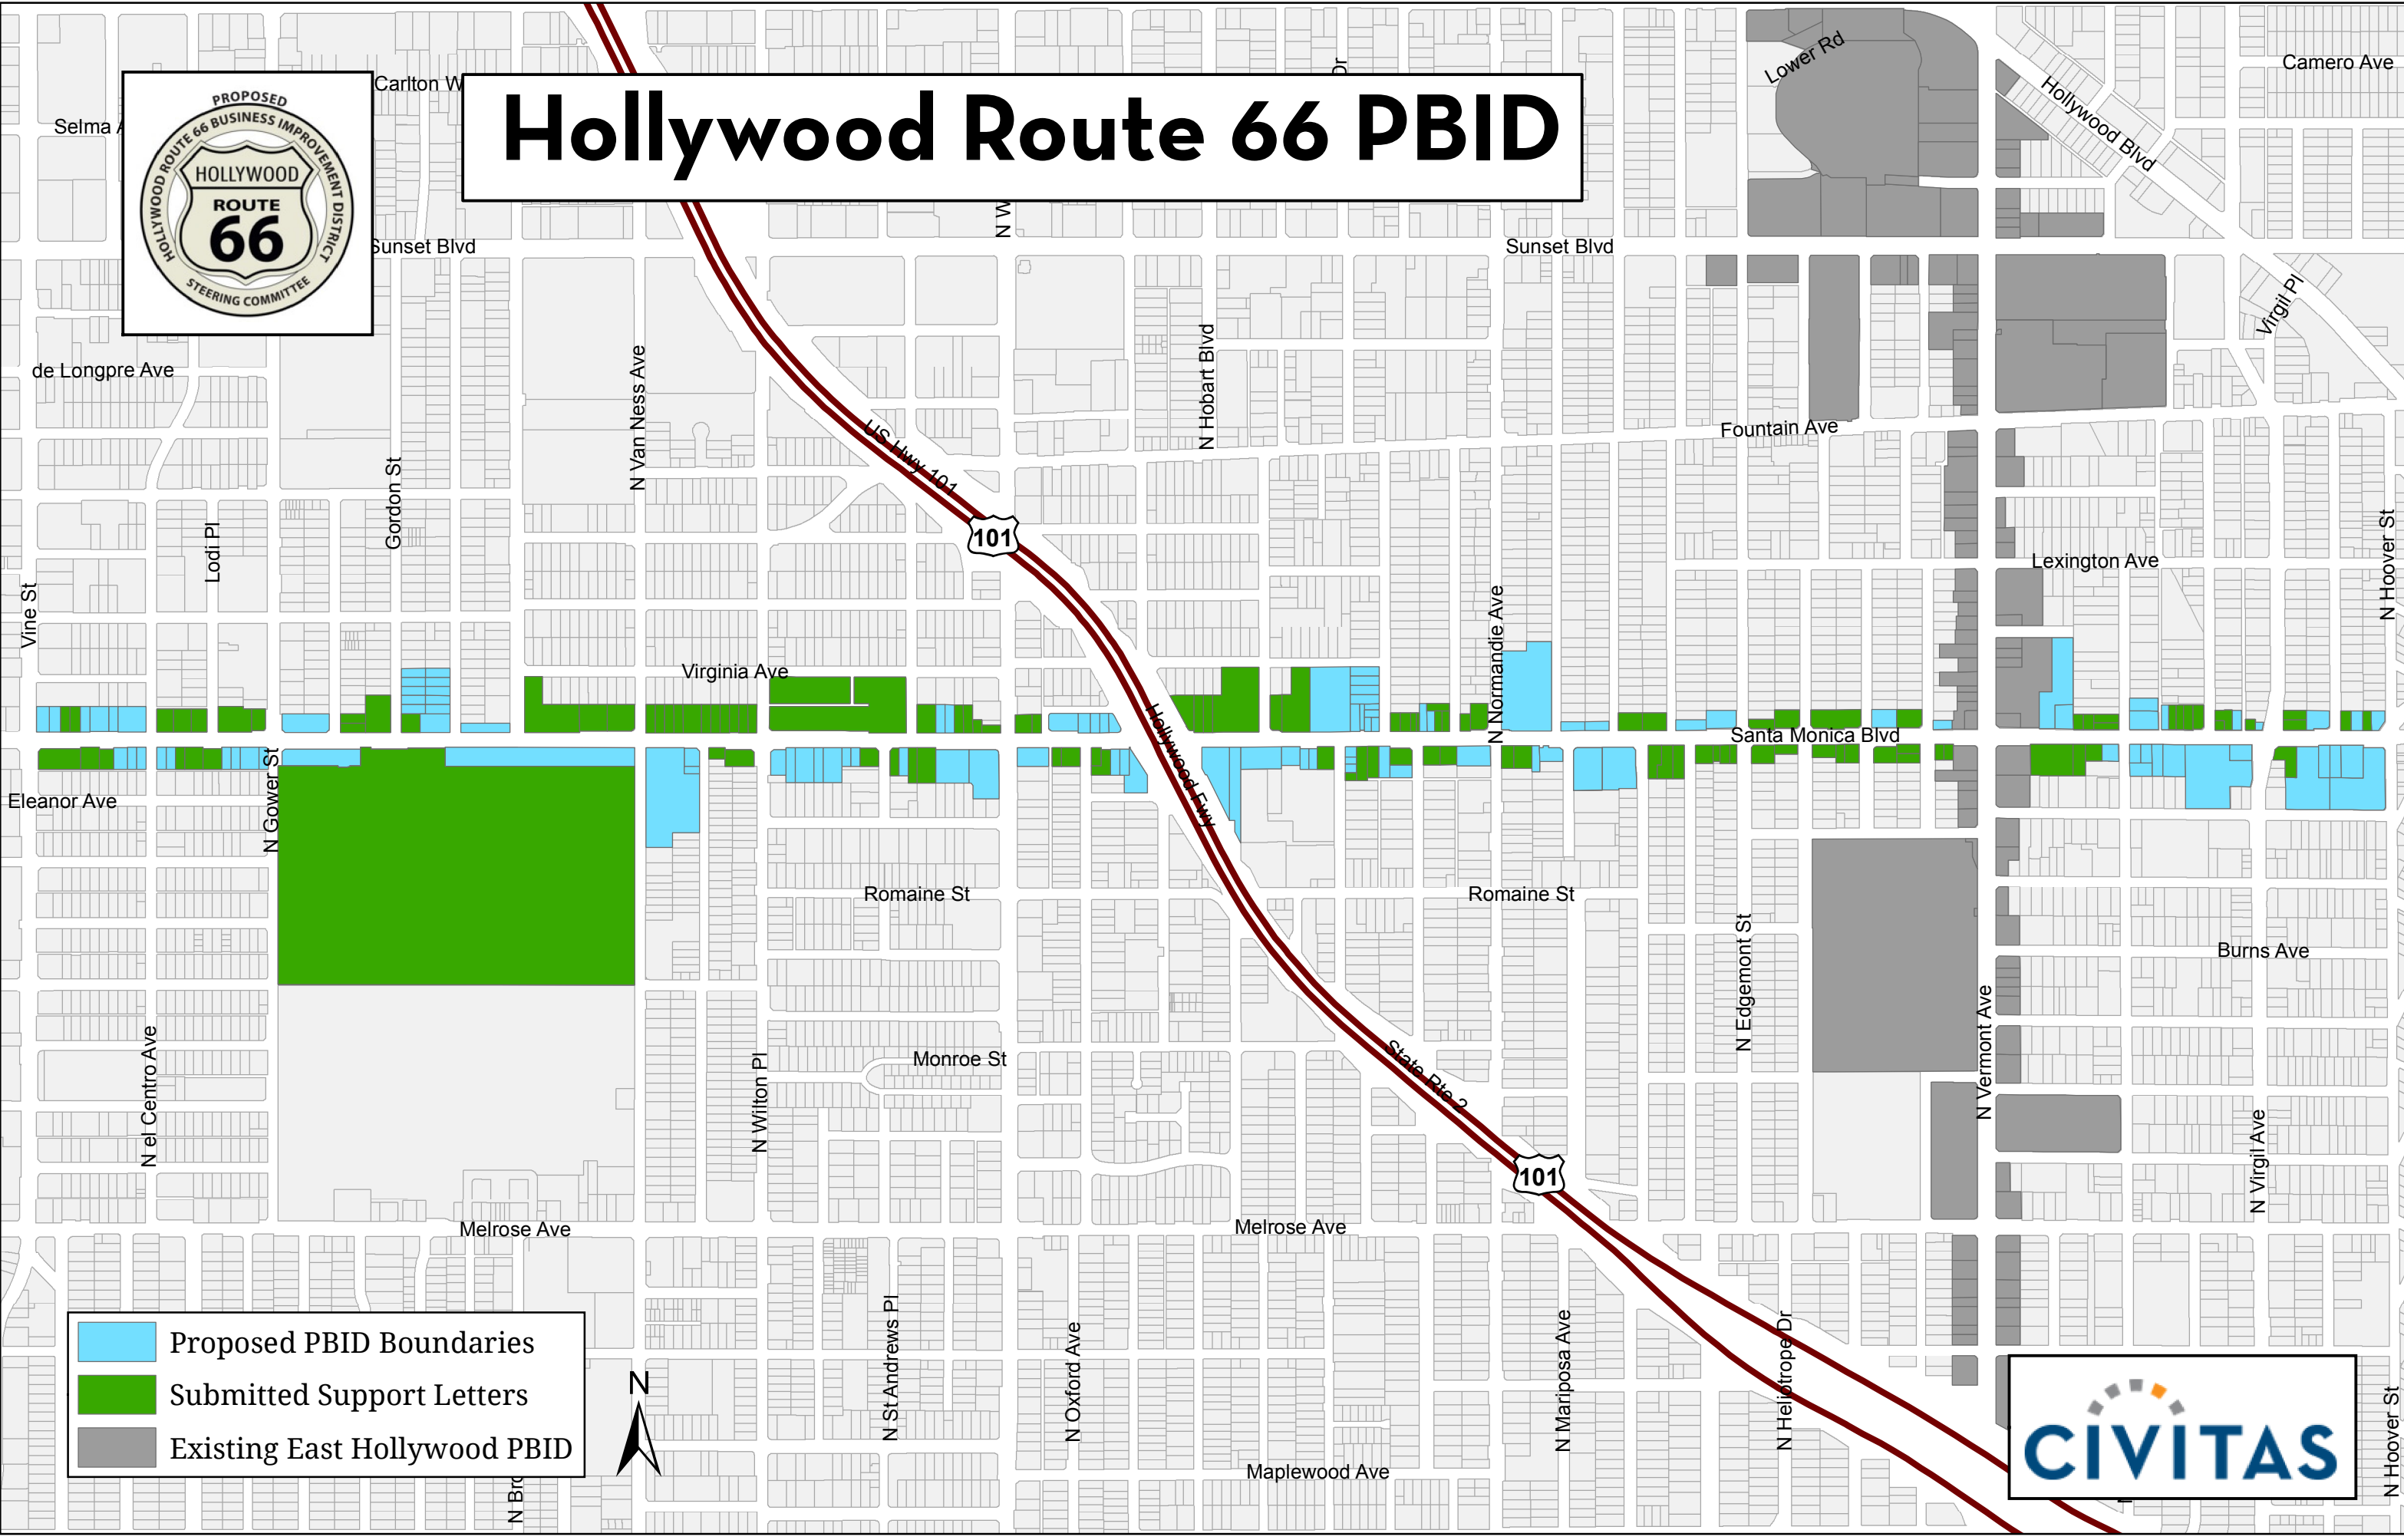 Hollywood Route 66 PBID
PROPOSED
HOLLYWOOD ROUTE 66 BUSINESS IMPROVEMENT DISTRICT
HOLLYWOOD
ROUTE
66
STEERING COMMITTEE
Carlton W
Selma A
Dr
Lower Rd
Camero Ave
Hollywood Blvd
Sunset Blvd
N W
Sunset Blvd
Virgil Pl
de Longpre Ave
N Van Ness Ave
N Hobart Blvd
Fountain Ave
US Hwy 101
Gordon St
Lodi Pl
101
N Hoover St
Lexington Ave
Vine St
Virginia Ave
N Normandie Ave
Santa Monica Blvd
Hollywood Fwy
Eleanor Ave
N Gower St
Romaine St
Romaine St
N Edgemont St
Burns Ave
N el Centro Ave
N Wilton Pl
Monroe St
State Rte 2
N Vermont Ave
101
N Virgil Ave
Melrose Ave
Melrose Ave
N St Andrews Pl
N Oxford Ave
N Mariposa Ave
N Heliotrope Dr
N Hoover St
Maplewood Ave
N Bro
N
Proposed PBID Boundaries
Submitted Support Letters
Existing East Hollywood PBID
CIVITAS